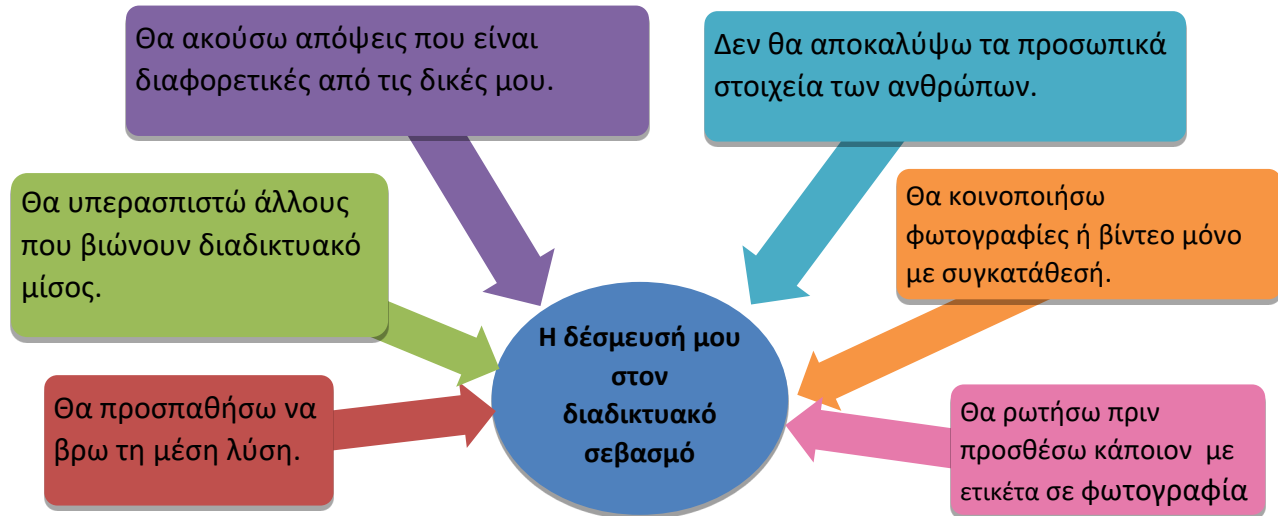 Θα ακούσω απόψεις που είναι
διαφορετικές από τις δικές μου.
Δεν θα αποκαλύψω τα προσωπικά
στοιχεία των ανθρώπων.
Θα υπερασπιστώ άλλους
που βιώνουν διαδικτυακό
μίσος.
Θα κοινοποιήσω
φωτογραφίες ή βίντεο μόνο
με συγκατάθεσή.
Η δέσμευσή μου
στον
διαδικτυακό
σεβασμό
Θα προσπαθήσω να
βρω τη μέση λύση.
Θα ρωτήσω πριν
προσθέσω κάποιον με
ετικέτα σε φωτογραφία